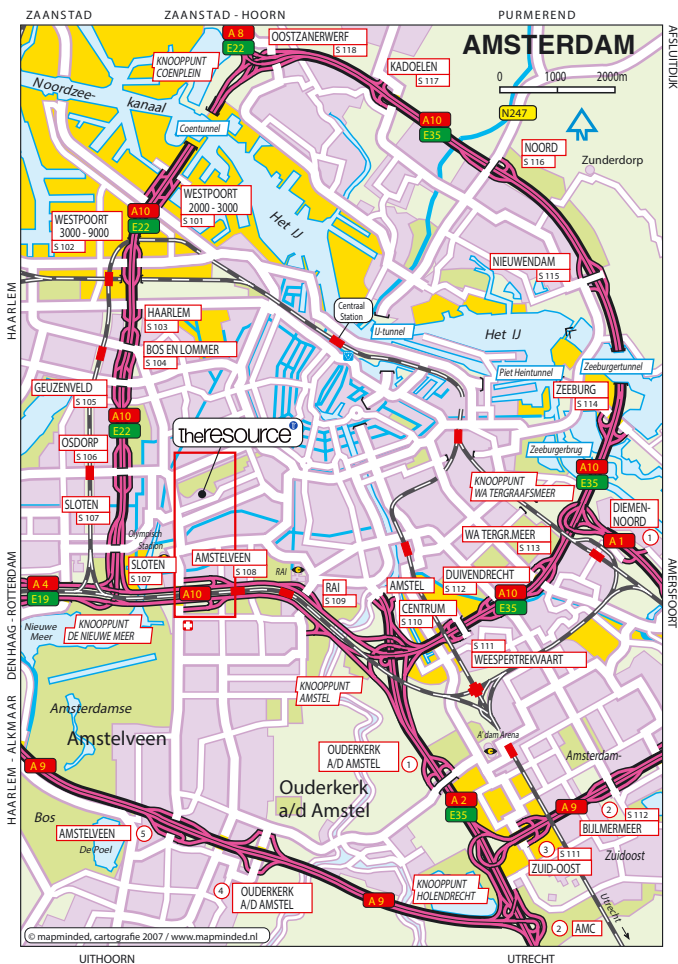 ZAANSTAD
ZAANSTAD - HOORN
PURMEREND
AMSTERDAM
0 1000 2000m
AFSLUITDIJK
A 8
E22
OOSTZANERWERF
S 118
KNOOPPUNT
COENPLEIN
KADOELEN
S 117
Noordzee-
kanaal
Coentunnel
A10
E35
N247
NOORD
S 116
Zunderdorp
WESTPOORT
2000 - 3000
S 101
WESTPOORT
3000 - 9000
S 102
A10
E22
Het IJ
NIEUWENDAM
S 115
HAARLEM
HAARLEM
S 103
Centraal
Station
IJ-tunnel
Het IJ
BOS EN LOMMER
S 104
Piet Heintunnel
Zeeburgertunnel
GEUZENVELD
S 105
ZEEBURG
S 114
A10
E22
Theresource
OSDORP
S 106
Zeeburgerbrug
A10
E35
KNOOPPUNT
WATERGRAAFSMEER
SLOTEN
S 107
DIEMEN-
NOORD
1
Olympisch
Stadion
WATERGR.MEER
S 113
A 1
AMERSFOORT
SLOTEN
S 107
AMSTELVEEN
S 108
RAI
RAI
S 109
AMSTEL
DUIVENDRECHT
S 112
A 4
E19
A10
A10
E35
DEN HAAG - ROTTERDAM
CENTRUM
S 110
Nieuwe
Meer
KNOOPPUNT
DE NIEUWE MEER
S 111
WEESPERTREKVAART
KNOOPPUNT
AMSTEL
HAARLEM - ALKMAAR
Amsterdamse
Amstelveen
A'dam Arena
OUDERKERK
A/D AMSTEL
1
Amsterdam-
A 9
Ouderkerk
a/d Amstel
A 2
E35
A 9
2
S 112
BIJLMERMEER
Bos
AMSTELVEEN
5
De Poel
3
S 111
ZUID-OOST
Zuidoost
4
OUDERKERK
A/D AMSTEL
A 9
KNOOPPUNT
HOLENDRECHT
Utrecht
2
AMC
© mapminded, cartografie 2007 / www.mapminded.nl
UITHOORN
UTRECHT